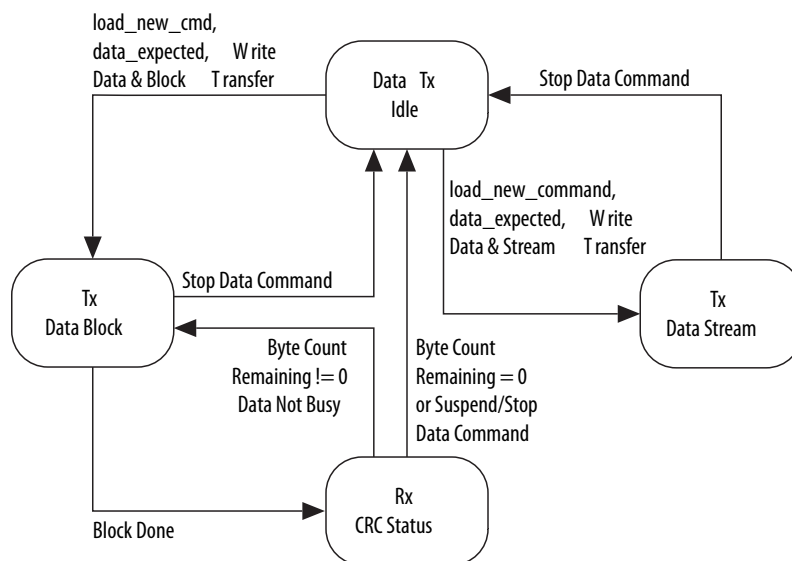 load_new_cmd,
data_expected, W rite
Data & Block T ransfer
Data Tx
Idle
Stop Data Command
load_new_command,
data_expected, W rite
Data & Stream T ransfer
Tx
Data Block
Stop Data Command
Tx
Data Stream
Byte Count
Remaining != 0
Data Not Busy
Byte Count
Remaining = 0
or Suspend/Stop
Data Command
Rx
CRC Status
Block Done